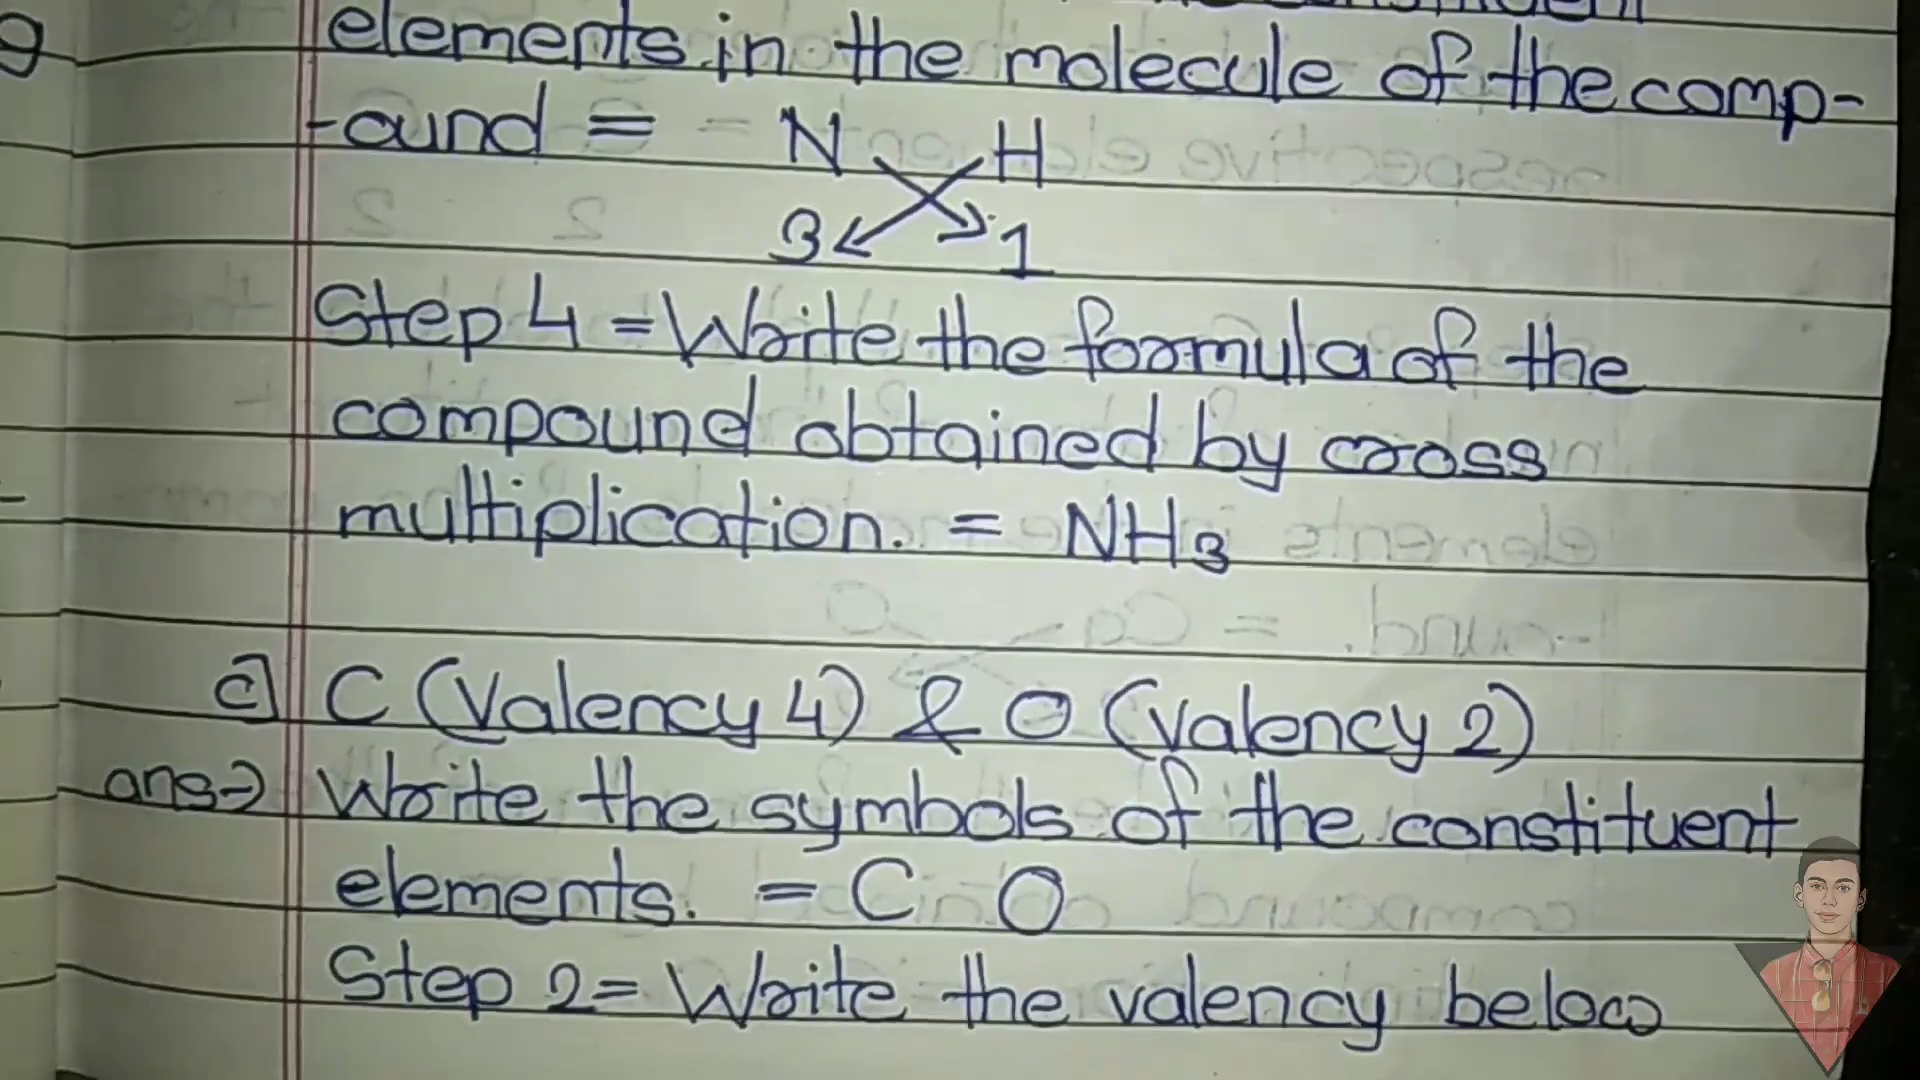 elements in the molecule of the comp-
-ound = N H
3 1
Step 4 = Write the formula of the
compound obtained by cross
multiplication. = NH3
c] C (Valency 4) & O (Valency 2)
ans→ Write the symbols of the constituent
elements. = C O
Step 2 = Write the valency below